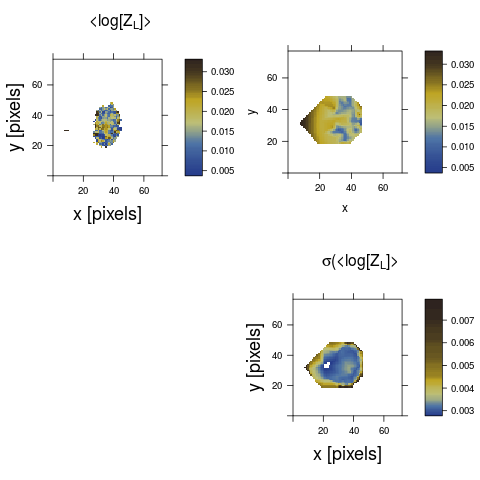 <log[Z_L]>
y [pixels]
60
40
20
20 40 60
x [pixels]
0.030
0.025
0.020
0.015
0.010
0.005
y
60
40
20
20 40 60
x
0.030
0.025
0.020
0.015
0.010
0.005
σ(<log[Z_L]>
y [pixels]
60
40
20
20 40 60
x [pixels]
0.007
0.006
0.005
0.004
0.003